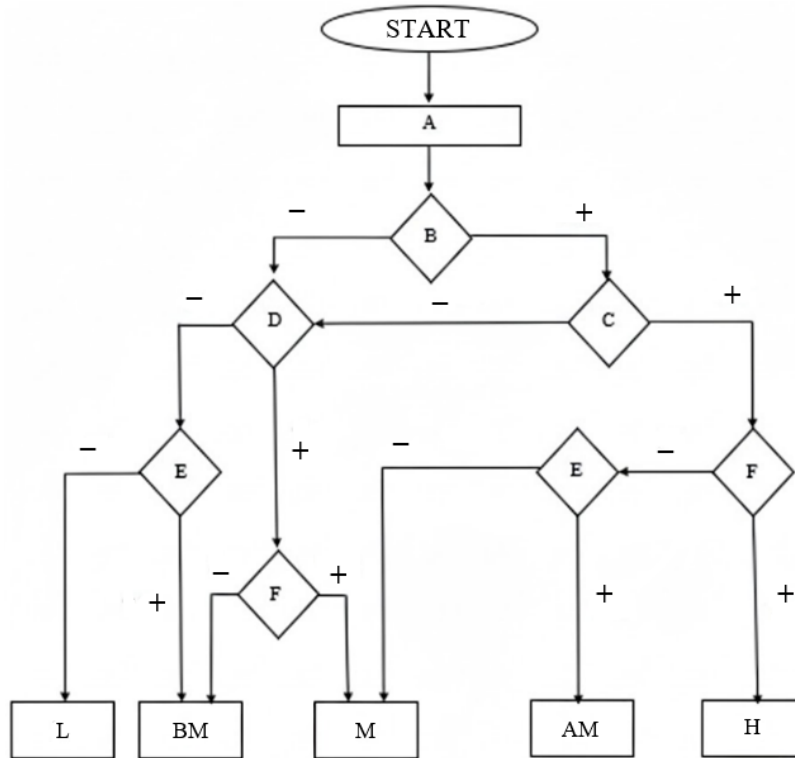 START
A
− +
B
− − +
D C
− + − −
E E F
− +
+ F + +
L BM M AM H